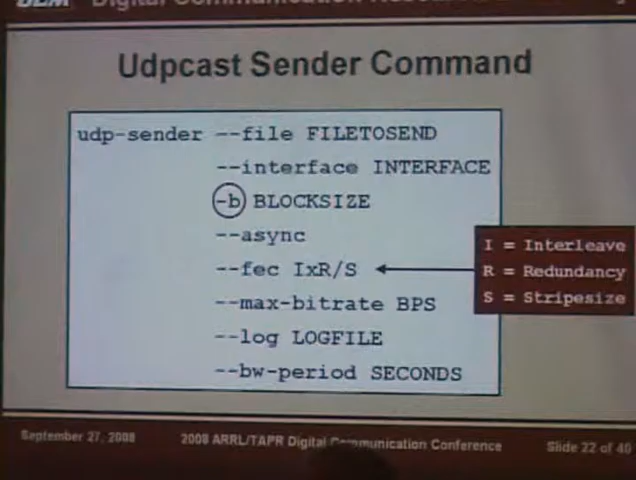 Digital Communication
Udpcast Sender Command
udp-sender --file FILETOSEND
--interface INTERFACE
-b BLOCKSIZE
--async
--fec IxR/S
--max-bitrate BPS
--log LOGFILE
--bw-period SECONDS
I = Interleave
R = Redundancy
S = Stripesize
September 27, 2008
2008 ARRL/TAPR Digital Communication Conference
Slide 22 of 40